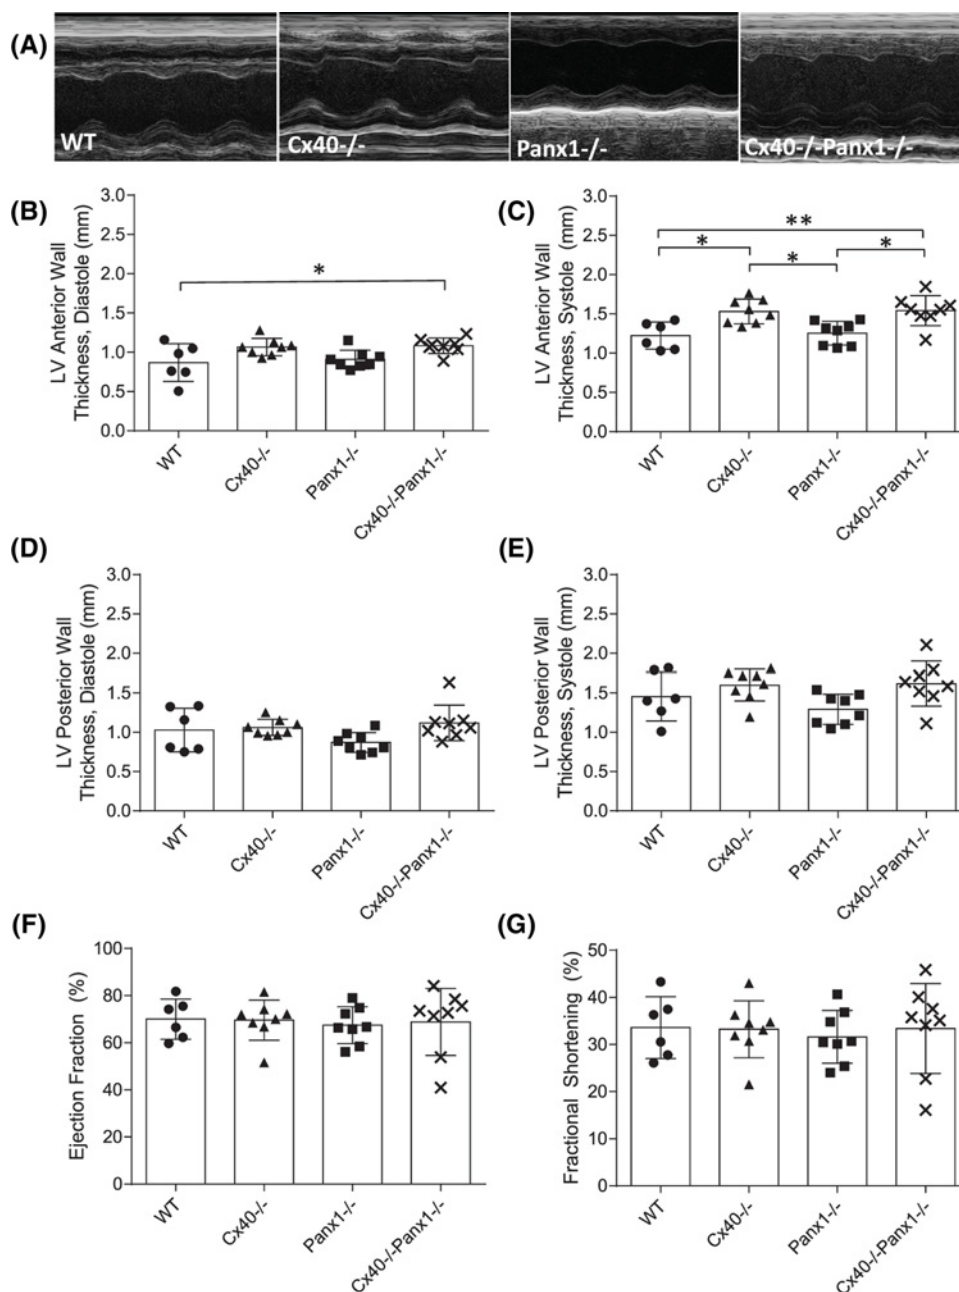 (A)
WT
Cx40-/-
Panx1-/-
Cx40-/-Panx1-/-
(B)
LV Anterior Wall
Thickness, Diastole (mm)
3.0
2.5
2.0
1.5
1.0
0.5
0.0
*
WT
Cx40-/-
Panx1-/-
Cx40-/-Panx1-/-
(C)
LV Anterior Wall
Thickness, Systole (mm)
3.0
2.5
2.0
1.5
1.0
0.5
0.0
**
*
*
*
WT
Cx40-/-
Panx1-/-
Cx40-/-Panx1-/-
(D)
LV Posterior Wall
Thickness, Diastole (mm)
3.0
2.5
2.0
1.5
1.0
0.5
0.0
WT
Cx40-/-
Panx1-/-
Cx40-/-Panx1-/-
(E)
LV Posterior Wall
Thickness, Systole (mm)
3.0
2.5
2.0
1.5
1.0
0.5
0.0
WT
Cx40-/-
Panx1-/-
Cx40-/-Panx1-/-
(F)
Ejection Fraction (%)
100
80
60
40
20
0
WT
Cx40-/-
Panx1-/-
Cx40-/-Panx1-/-
(G)
Fractional Shortening (%)
50
40
30
20
10
0
WT
Cx40-/-
Panx1-/-
Cx40-/-Panx1-/-